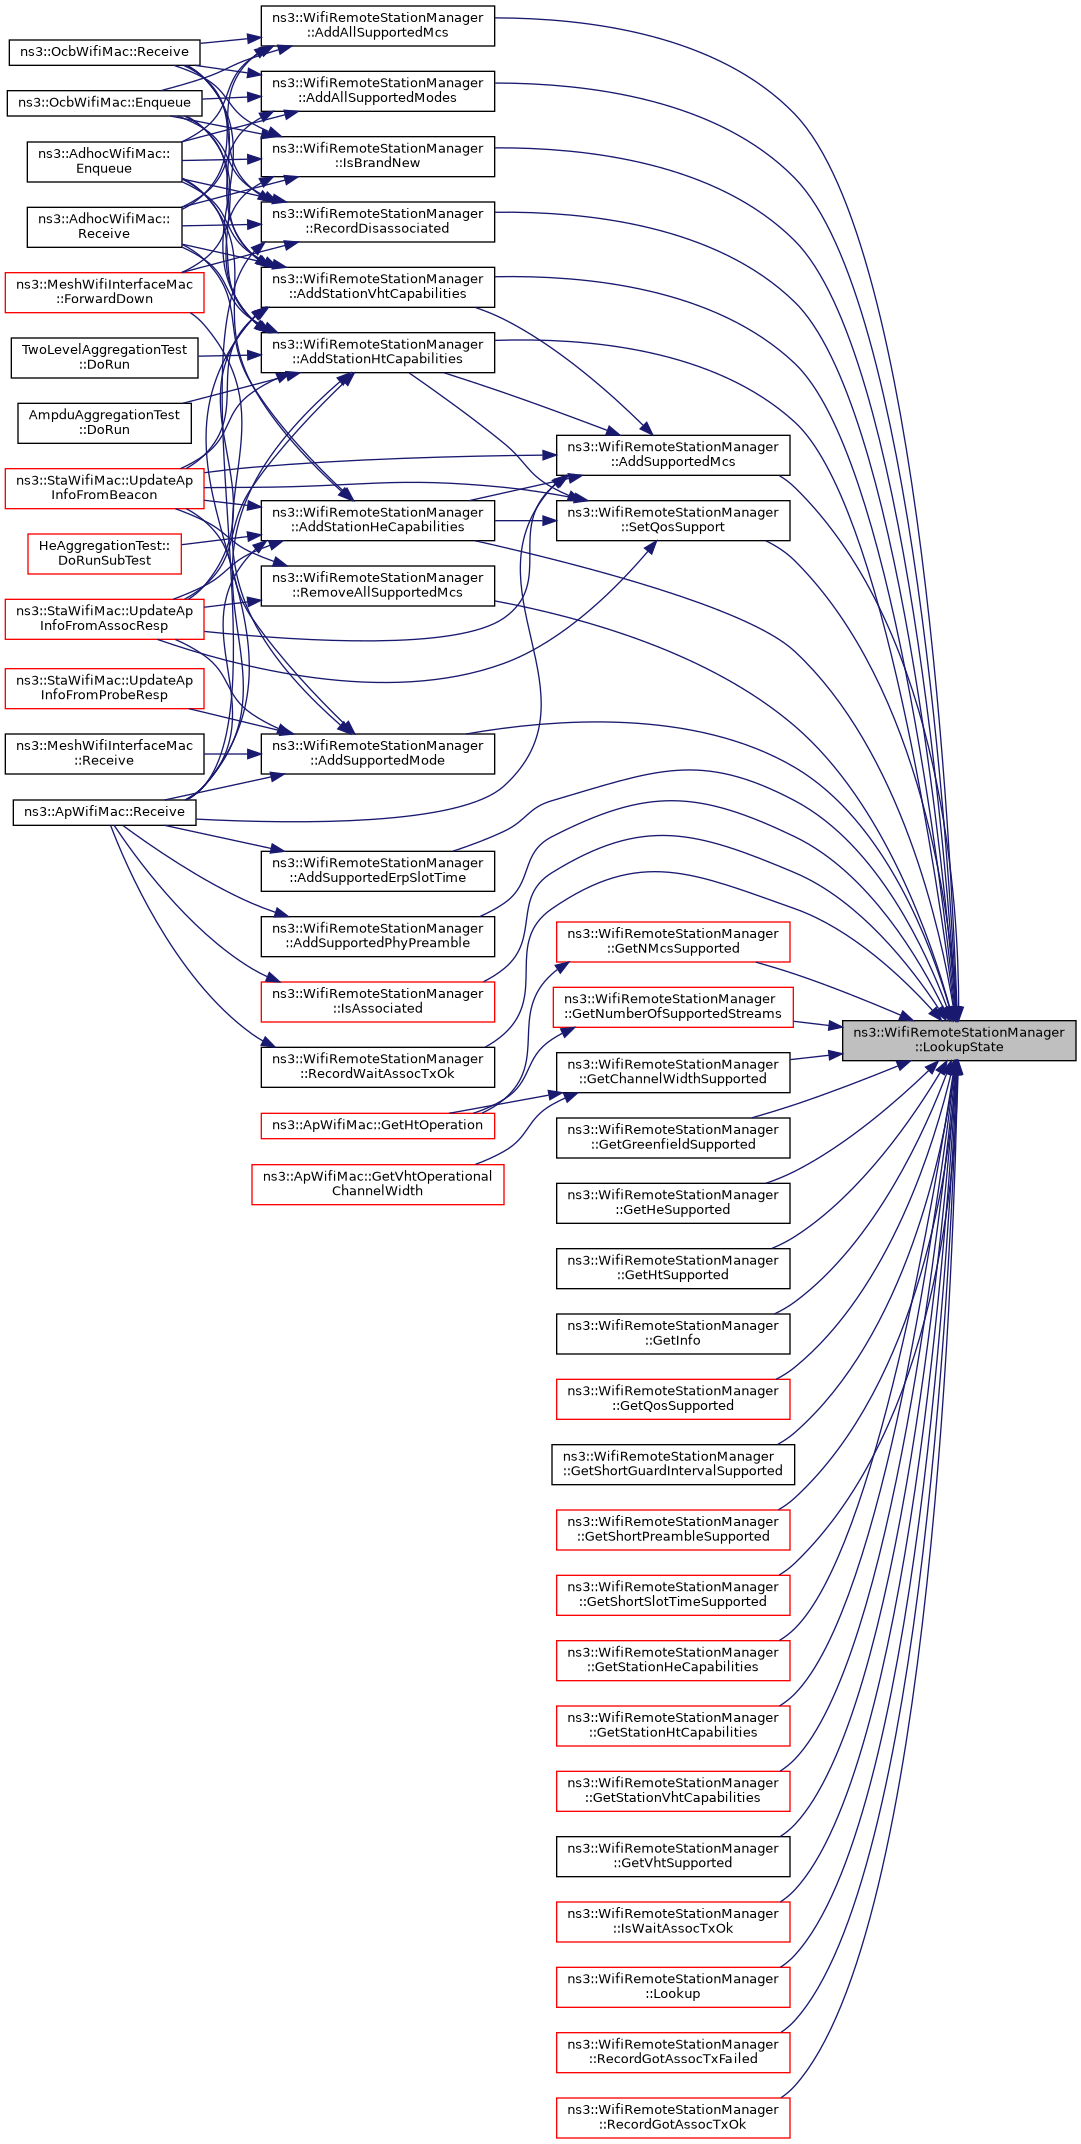 ns3::OcbWifiMac::Receive
ns3::OcbWifiMac::Enqueue
ns3::AdhocWifiMac::
Enqueue
ns3::AdhocWifiMac::
Receive
ns3::MeshWifiInterfaceMac
::ForwardDown
TwoLevelAggregationTest
::DoRun
AmpduAggregationTest
::DoRun
ns3::StaWifiMac::UpdateAp
InfoFromBeacon
HeAggregationTest::
DoRunSubTest
ns3::StaWifiMac::UpdateAp
InfoFromAssocResp
ns3::StaWifiMac::UpdateAp
InfoFromProbeResp
ns3::MeshWifiInterfaceMac
::Receive
ns3::ApWifiMac::Receive
ns3::WifiRemoteStationManager
::AddAllSupportedMcs
ns3::WifiRemoteStationManager
::AddAllSupportedModes
ns3::WifiRemoteStationManager
::IsBrandNew
ns3::WifiRemoteStationManager
::RecordDisassociated
ns3::WifiRemoteStationManager
::AddStationVhtCapabilities
ns3::WifiRemoteStationManager
::AddStationHtCapabilities
ns3::WifiRemoteStationManager
::AddStationHeCapabilities
ns3::WifiRemoteStationManager
::RemoveAllSupportedMcs
ns3::WifiRemoteStationManager
::AddSupportedMode
ns3::WifiRemoteStationManager
::AddSupportedErpSlotTime
ns3::WifiRemoteStationManager
::AddSupportedPhyPreamble
ns3::WifiRemoteStationManager
::IsAssociated
ns3::WifiRemoteStationManager
::RecordWaitAssocTxOk
ns3::ApWifiMac::GetHtOperation
ns3::ApWifiMac::GetVhtOperational
ChannelWidth
ns3::WifiRemoteStationManager
::AddSupportedMcs
ns3::WifiRemoteStationManager
::SetQosSupport
ns3::WifiRemoteStationManager
::GetNMcsSupported
ns3::WifiRemoteStationManager
::GetNumberOfSupportedStreams
ns3::WifiRemoteStationManager
::GetChannelWidthSupported
ns3::WifiRemoteStationManager
::GetGreenfieldSupported
ns3::WifiRemoteStationManager
::GetHeSupported
ns3::WifiRemoteStationManager
::GetHtSupported
ns3::WifiRemoteStationManager
::GetInfo
ns3::WifiRemoteStationManager
::GetQosSupported
ns3::WifiRemoteStationManager
::GetShortGuardIntervalSupported
ns3::WifiRemoteStationManager
::GetShortPreambleSupported
ns3::WifiRemoteStationManager
::GetShortSlotTimeSupported
ns3::WifiRemoteStationManager
::GetStationHeCapabilities
ns3::WifiRemoteStationManager
::GetStationHtCapabilities
ns3::WifiRemoteStationManager
::GetStationVhtCapabilities
ns3::WifiRemoteStationManager
::GetVhtSupported
ns3::WifiRemoteStationManager
::IsWaitAssocTxOk
ns3::WifiRemoteStationManager
::Lookup
ns3::WifiRemoteStationManager
::RecordGotAssocTxFailed
ns3::WifiRemoteStationManager
::RecordGotAssocTxOk
ns3::WifiRemoteStationManager
::LookupState